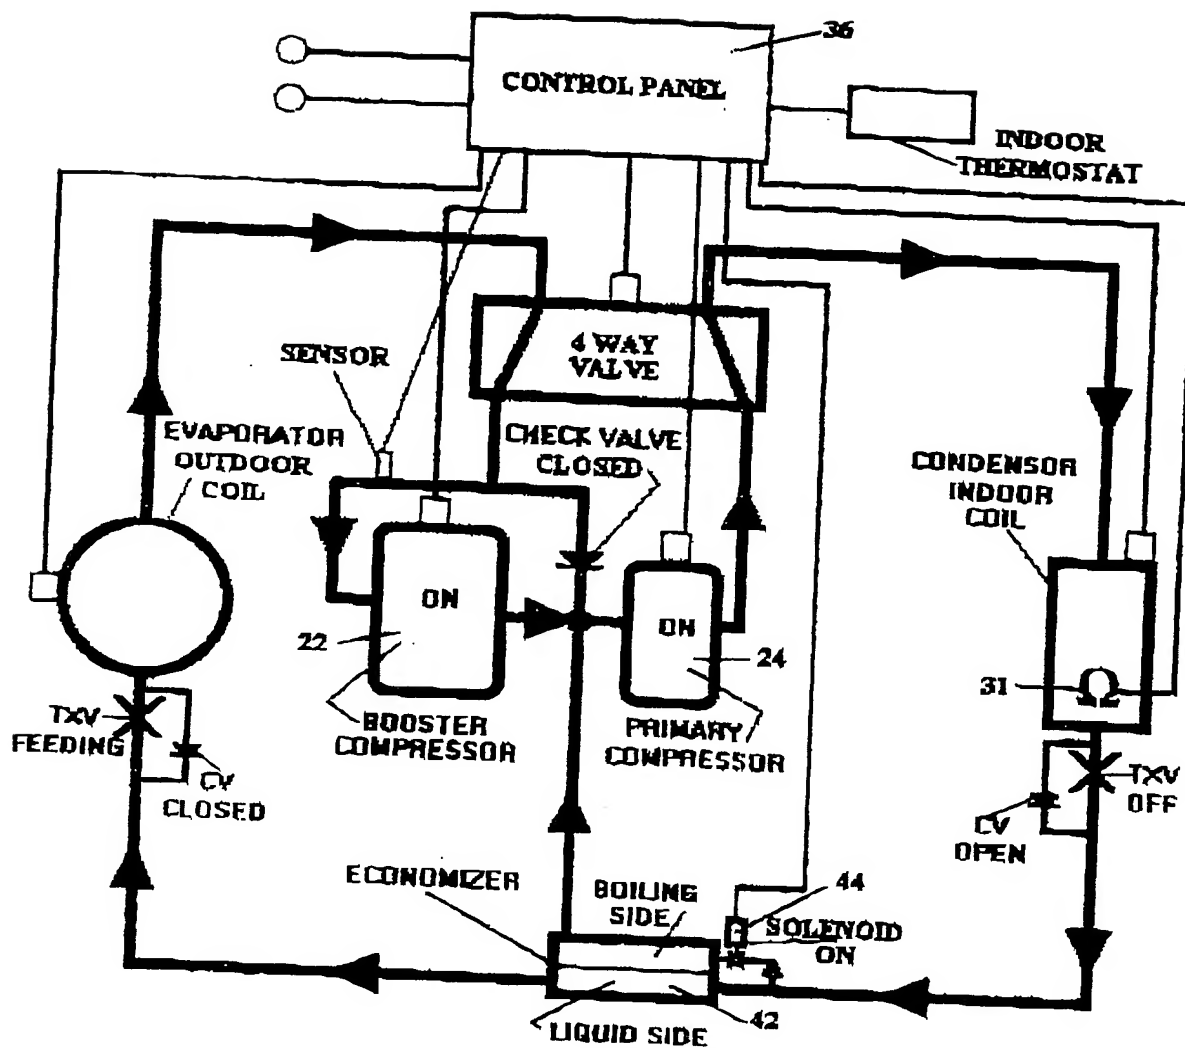 36
CONTROL PANEL
INDOOR
THERMOSTAT
4 WAY
VALVE
SENSOR
EVAPORATOR
OUTDOOR
COIL
CHECK VALVE
CLOSED
CONDENSOR
INDOOR
COIL
ON
22
ON
24
31
TXV
FEEDING
BOOSTER
COMPRESSOR
PRIMARY
COMPRESSOR
CV
CLOSED
TXV
OFF
CV
OPEN
ECONOMIZER
BOILING
SIDE
44
SOLENOID
ON
42
LIQUID SIDE